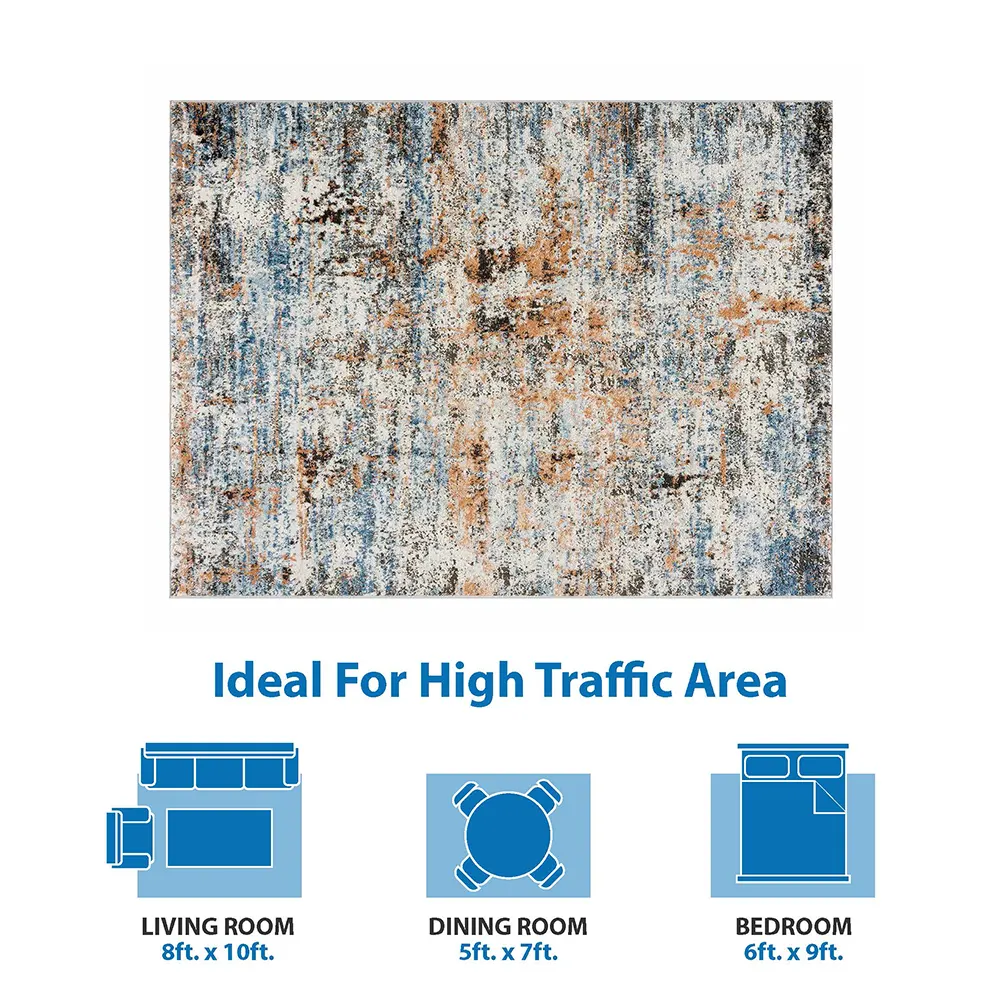 Ideal For High Traffic Area
LIVING ROOM
8ft. x 10ft.
DINING ROOM
5ft. x 7ft.
BEDROOM
6ft. x 9ft.